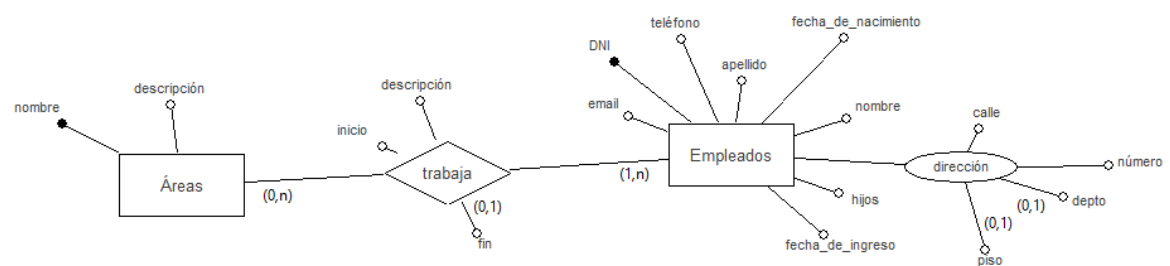 teléfono
fecha_de_nacimiento
DNI
apellido
descripción
descripción
nombre
email
nombre
calle
inicio
Empleados
Áreas
trabaja
dirección
número
(0,n)
(0,1)
(1,n)
hijos
(0,1)
depto
(0,1)
fin
fecha_de_ingreso
piso